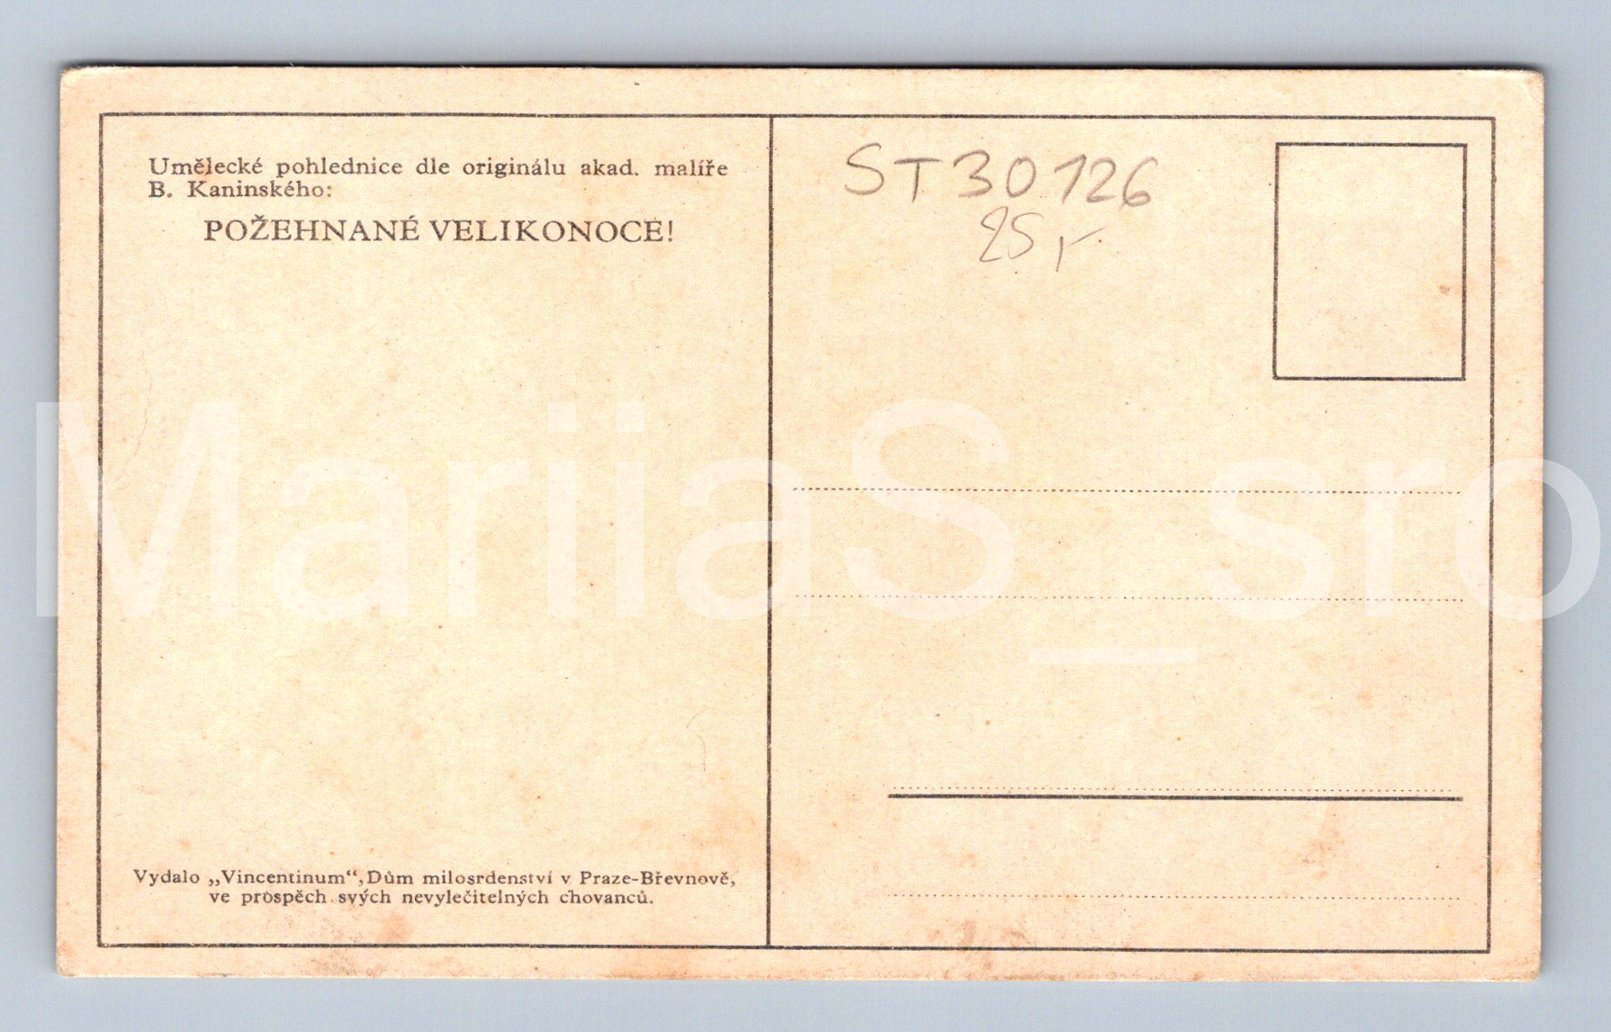 Umělecké pohlednice dle originálu akad. malíře
B. Kaninského:
POŽEHNANÉ VELIKONOCE!
ST30126
25,-
Vydalo „Vincentinum“, Dům milosrdenství v Praze-Břevnově,
ve prospěch svých nevylečitelných chovanců.
MariiaS_sro